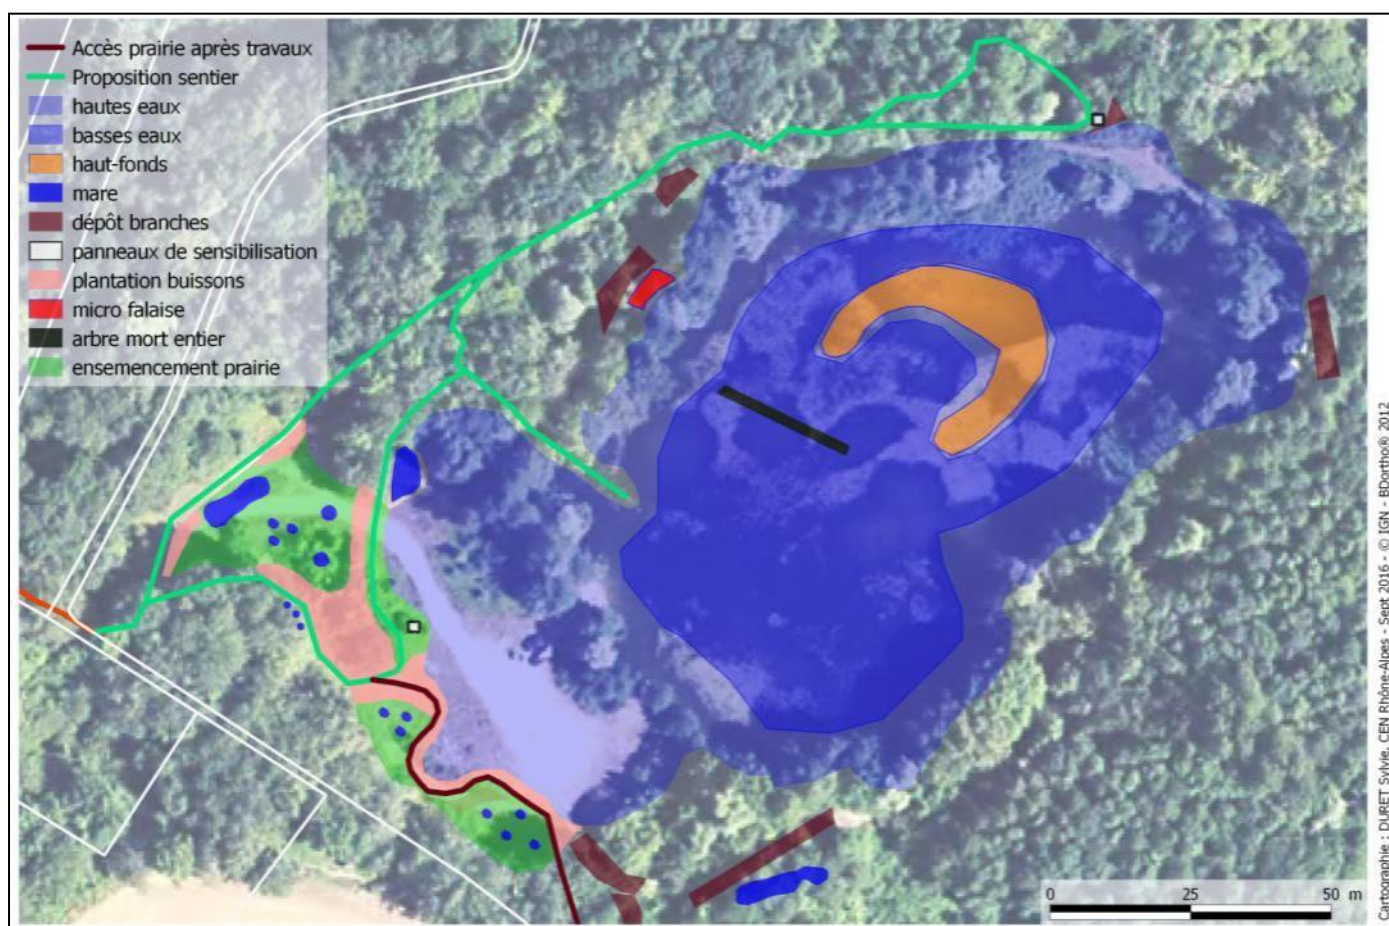 Accès prairie après travaux
Proposition sentier
hautes eaux
basses eaux
haut-fonds
mare
dépôt branches
panneaux de sensibilisation
plantation buissons
micro falaise
arbre mort entier
ensemencement prairie
0 25 50 m
Cartographie : DURET Sylvie, CEN Rhône-Alpes - Sept 2016 - © IGN - BDortho® 2012